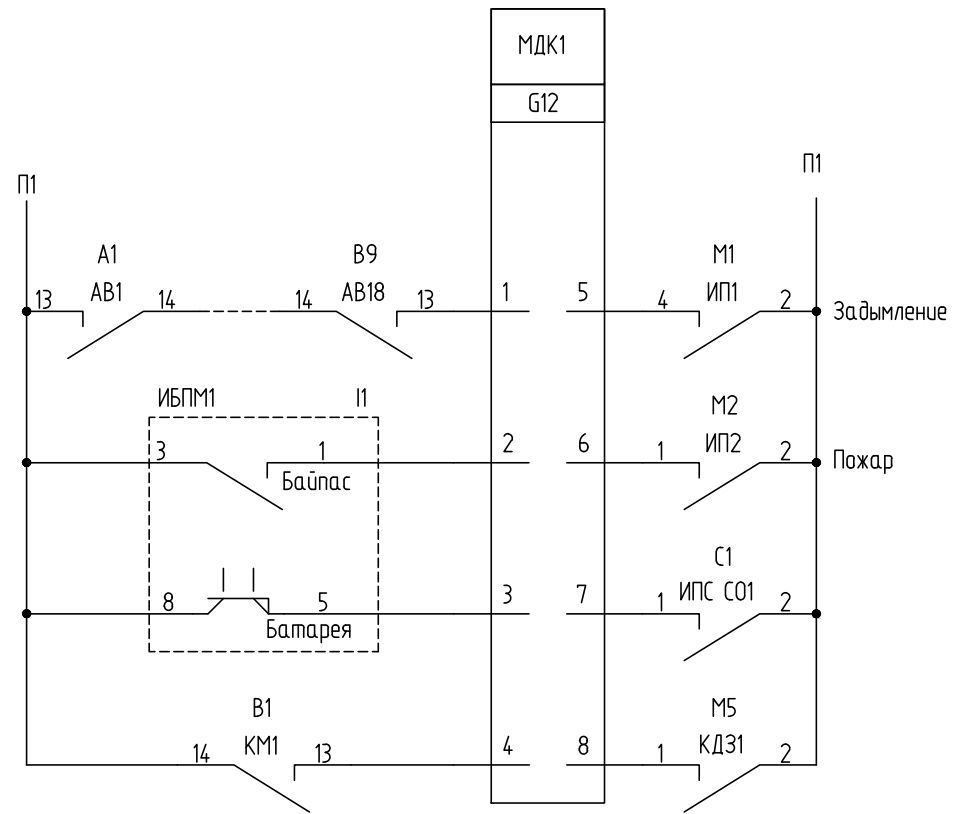 МДК1
G12
П1
П1
А1
В9
М1
13
АВ1
14
14
АВ18
13
1
5
4
ИП1
2
Задымление
ИБПМ1
I1
М2
3
1
2
6
1
ИП2
2
Пожар
Байпас
С1
8
5
3
7
1
ИПС СО1
2
Батарея
В1
М5
14
КМ1
13
4
8
1
КДЗ1
2